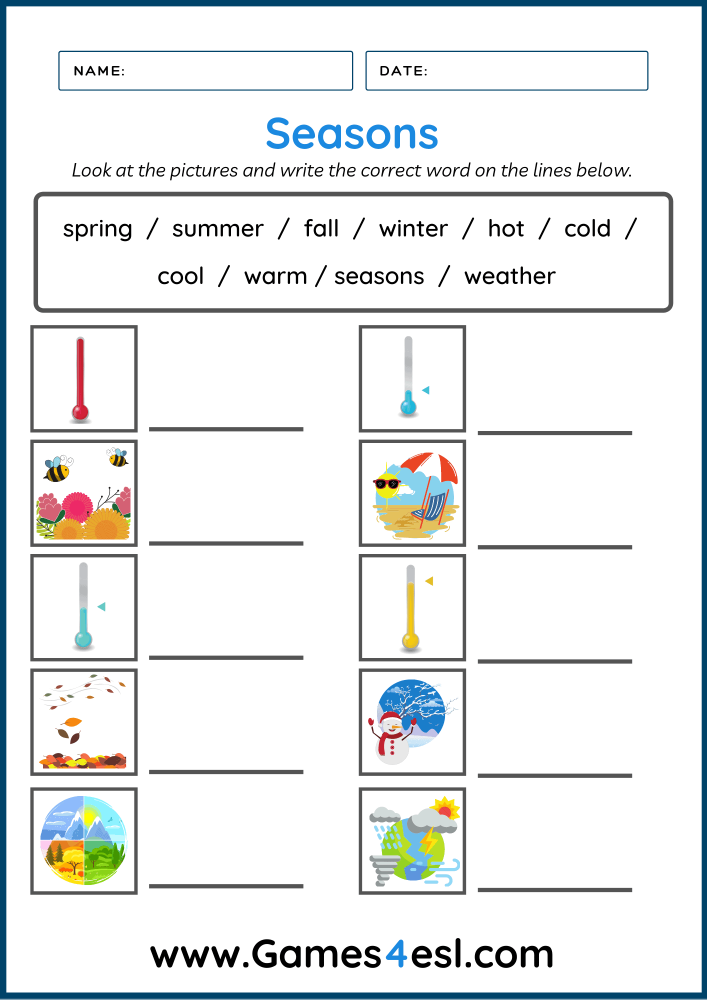 NAME:
DATE:
Seasons
Look at the pictures and write the correct word on the lines below.
spring / summer / fall / winter / hot / cold /
cool / warm / seasons / weather
www.Games4esl.com